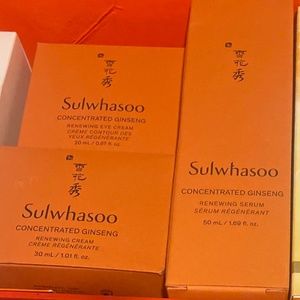 雪
花
秀
Sulwhasoo
CONCENTRATED GINSENG
RENEWING EYE CREAM
CRÈME CONTOUR DES
YEUX RÉGÉNÉRANTE
20 mL / 0.67 fl. oz.
雪
花
秀
Sulwhasoo
CONCENTRATED GINSENG
RENEWING CREAM
CRÈME RÉGÉNÉRANTE
30 mL / 1.01 fl. oz.
雪
花
秀
Sulwhasoo
CONCENTRATED GINSENG
RENEWING SERUM
SÉRUM RÉGÉNÉRANT
50 mL / 1.69 fl. oz.